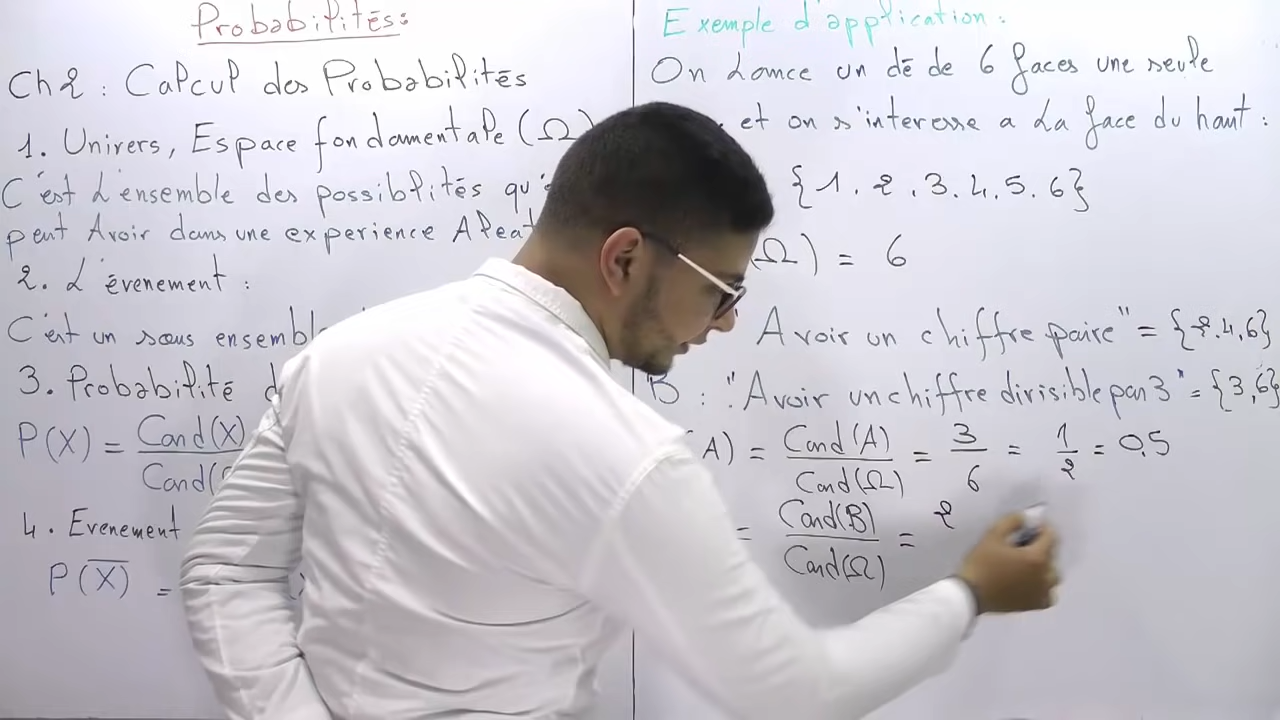 Probabilités:
Ch2 : Calcul des Probabilités
1. Univers, Espace fondamentale (Ω)
C'est L'ensemble des possiblités qu'
peut Avoir dans une experience
2. L'évenement :
C'est un sous ensemble
3. Probabilité
P(X) = Card(X)
Card(
4. Evenement
P(X̅) =
Exemple d'application :
On Lance un dé de 6 faces une seule
et on s'interesse a La face du haut :
{1.2.3.4.5.6}
(Ω) = 6
"Avoir un chiffre paire" = {2.4,6}
B : "Avoir un chiffre divisible par 3" = {3,6}
A) = Card(A) / Card(Ω) = 3/6 = 1/2 = 0,5
= Card(B) / Card(Ω) = 2